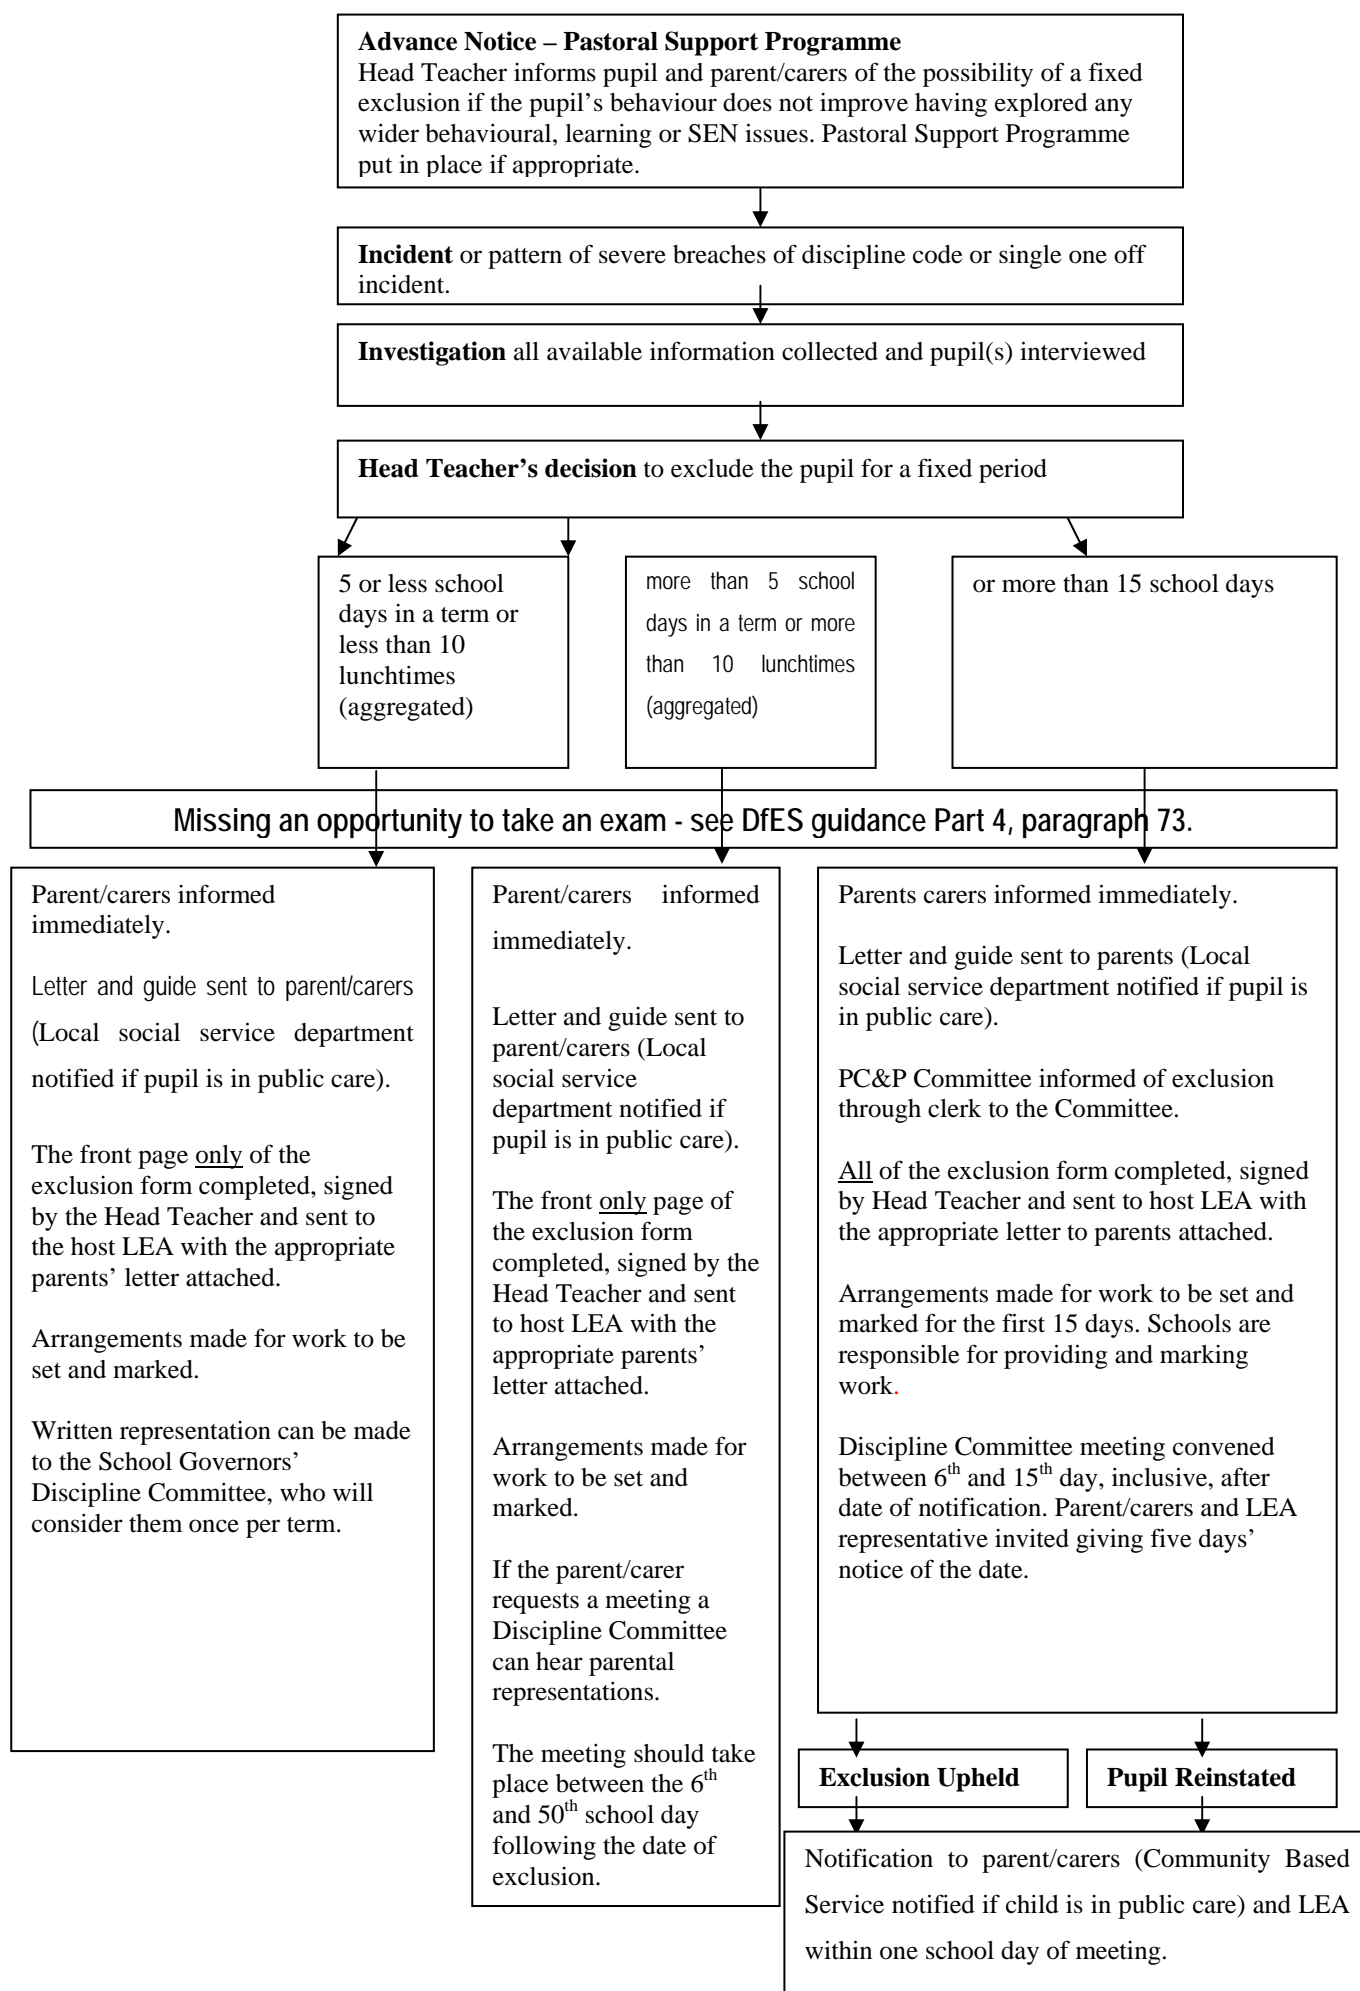 Advance Notice – Pastoral Support Programme
Head Teacher informs pupil and parent/carers of the possibility of a fixed
exclusion if the pupil's behaviour does not improve having explored any
wider behavioural, learning or SEN issues. Pastoral Support Programme
put in place if appropriate.
Incident or pattern of severe breaches of discipline code or single one off
incident.
Investigation all available information collected and pupil(s) interviewed
Head Teacher's decision to exclude the pupil for a fixed period
5 or less school
days in a term or
less than 10
lunchtimes
(aggregated)
more than 5 school
days in a term or more
than 10 lunchtimes
(aggregated)
or more than 15 school days
Missing an opportunity to take an exam - see DfES guidance Part 4, paragraph 73.
Parent/carers informed
immediately.
Letter and guide sent to parent/carers
(Local social service department
notified if pupil is in public care).
The front page only of the
exclusion form completed, signed
by the Head Teacher and sent to
the host LEA with the appropriate
parents' letter attached.
Arrangements made for work to be
set and marked.
Written representation can be made
to the School Governors'
Discipline Committee, who will
consider them once per term.
Parent/carers informed
immediately.
Letter and guide sent to
parent/carers (Local
social service
department notified if
pupil is in public care).
The front only page of
the exclusion form
completed, signed by the
Head Teacher and sent
to host LEA with the
appropriate parents'
letter attached.
Arrangements made for
work to be set and
marked.
If the parent/carer
requests a meeting a
Discipline Committee
can hear parental
representations.
The meeting should take
place between the 6th
and 50th school day
following the date of
exclusion.
Parents carers informed immediately.
Letter and guide sent to parents (Local
social service department notified if pupil is
in public care).
PC&P Committee informed of exclusion
through clerk to the Committee.
All of the exclusion form completed, signed
by Head Teacher and sent to host LEA with
the appropriate letter to parents attached.
Arrangements made for work to be set and
marked for the first 15 days. Schools are
responsible for providing and marking
work.
Discipline Committee meeting convened
between 6th and 15th day, inclusive, after
date of notification. Parent/carers and LEA
representative invited giving five days'
notice of the date.
Exclusion Upheld
Pupil Reinstated
Notification to parent/carers (Community Based
Service notified if child is in public care) and LEA
within one school day of meeting.